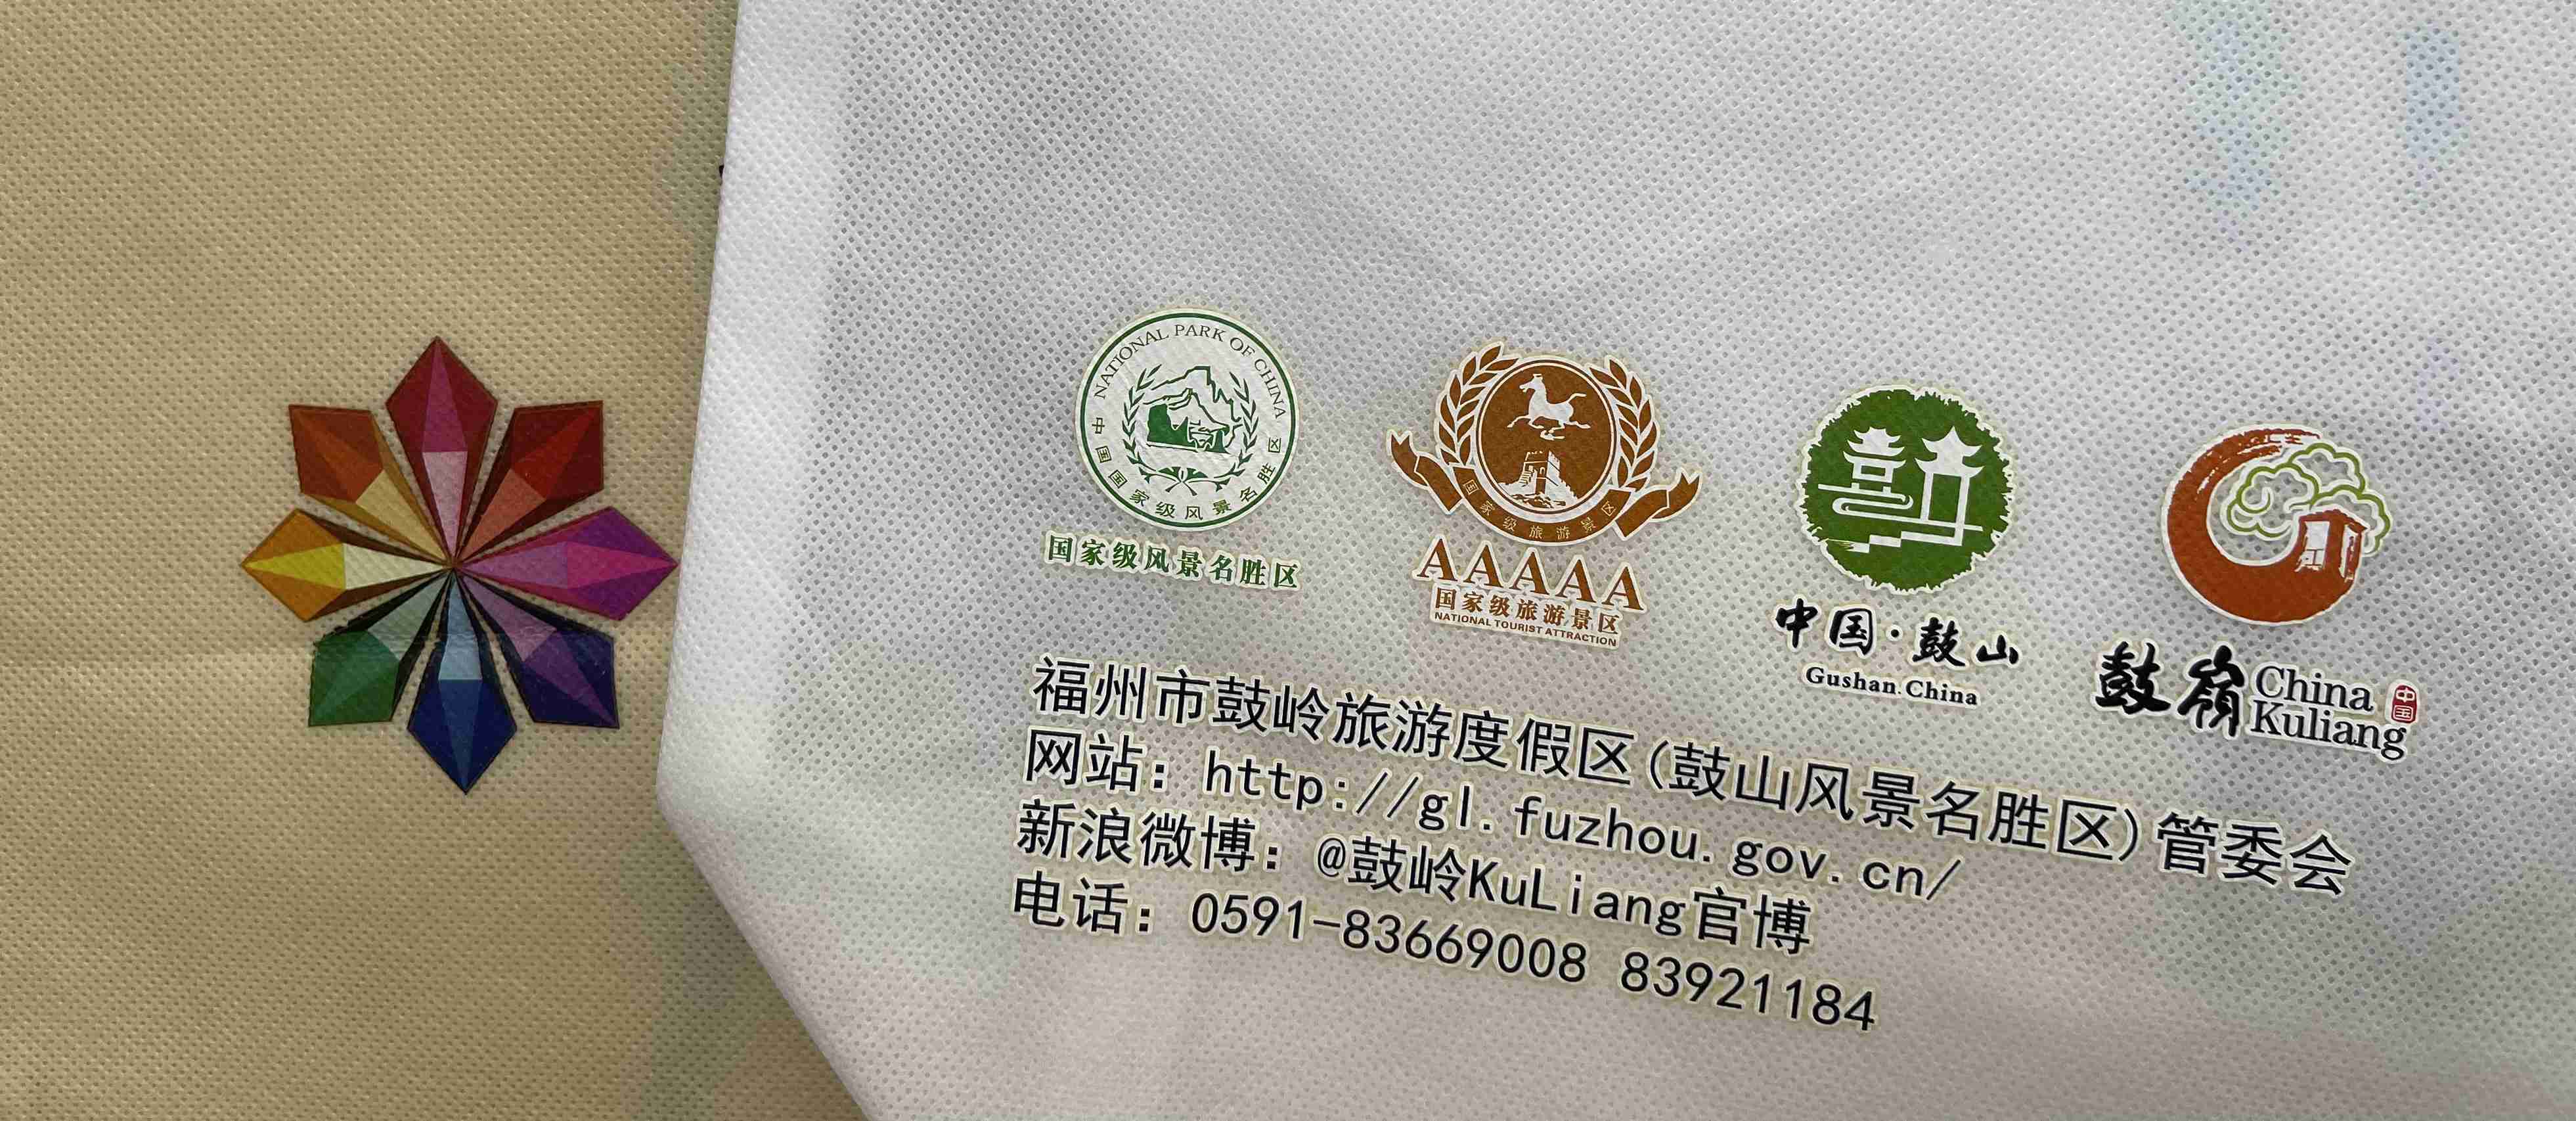 NATIONAL PARK OF CHINA
中国国家级风景名胜区
国家级风景名胜区
国家级旅游景区
AAAAA
国家级旅游景区
NATIONAL TOURIST ATTRACTION
中国·鼓山
Gushan.China
鼓嶺 China Kuliang 中国
福州市鼓岭旅游度假区(鼓山风景名胜区)管委会
网站：http://gl.fuzhou.gov.cn/
新浪微博：@鼓岭KuLiang官博
电话：0591-83669008 83921184